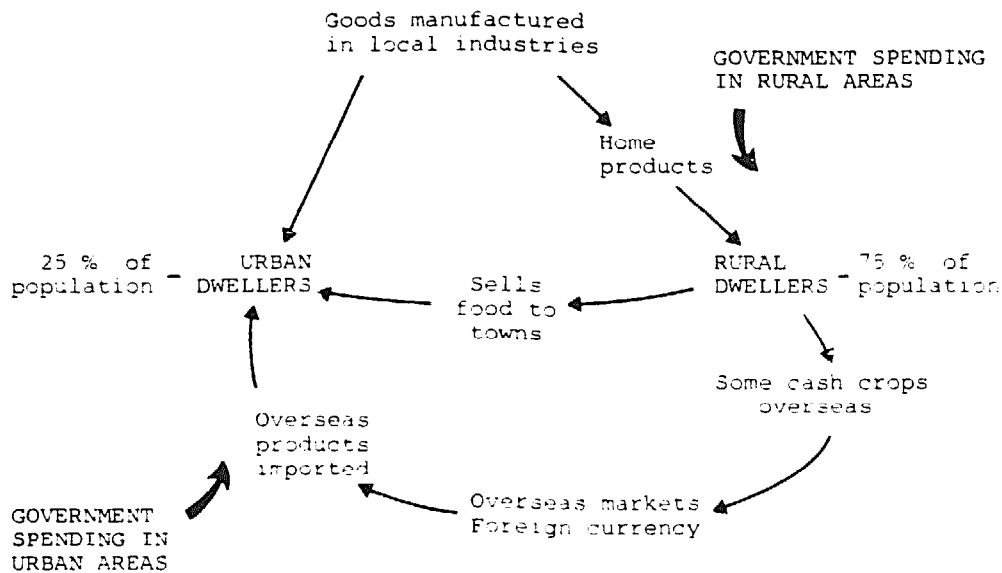 Goods manufactured
in local industries
GOVERNMENT SPENDING
IN RURAL AREAS
Home
products
25 % of
population -
URBAN
DWELLERS
Sells
food to
towns
RURAL
DWELLERS -
75 % of
population
Some cash crops
overseas
Overseas
products
imported
Overseas markets
Foreign currency
GOVERNMENT
SPENDING IN
URBAN AREAS